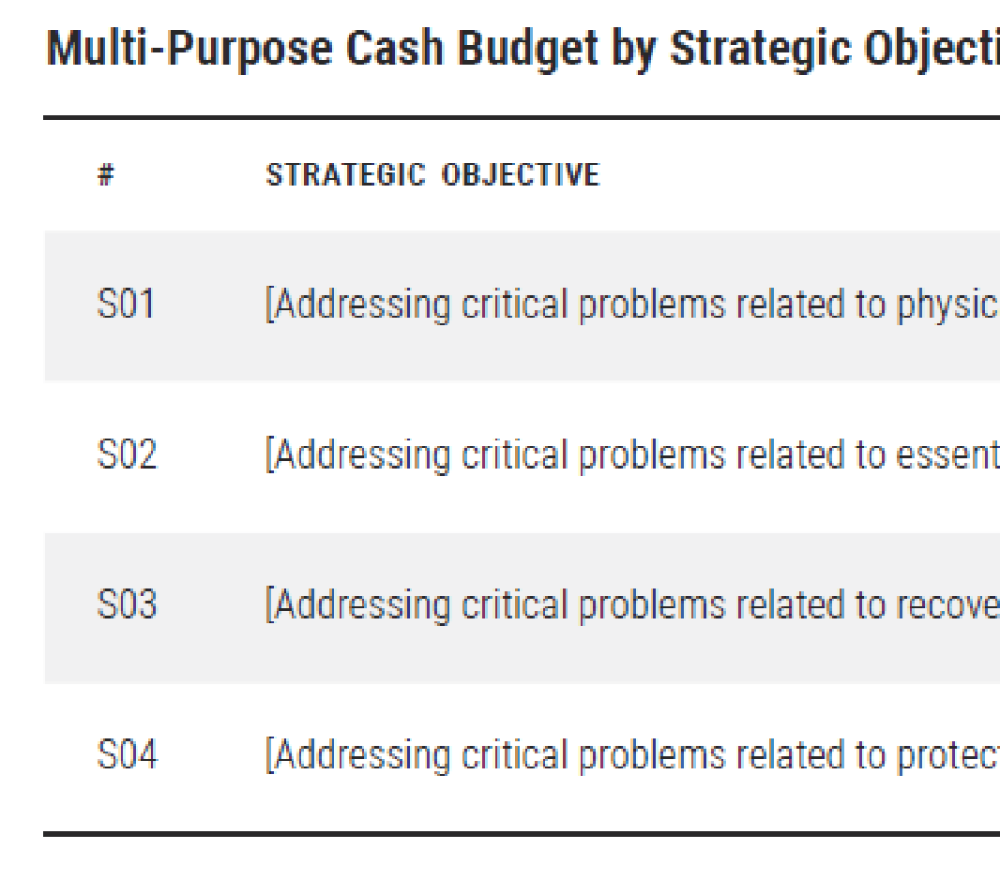 Multi-Purpose Cash Budget by Strategic Objecti
# STRATEGIC OBJECTIVE
S01 [Addressing critical problems related to physic
S02 [Addressing critical problems related to essent
S03 [Addressing critical problems related to recove
S04 [Addressing critical problems related to protect